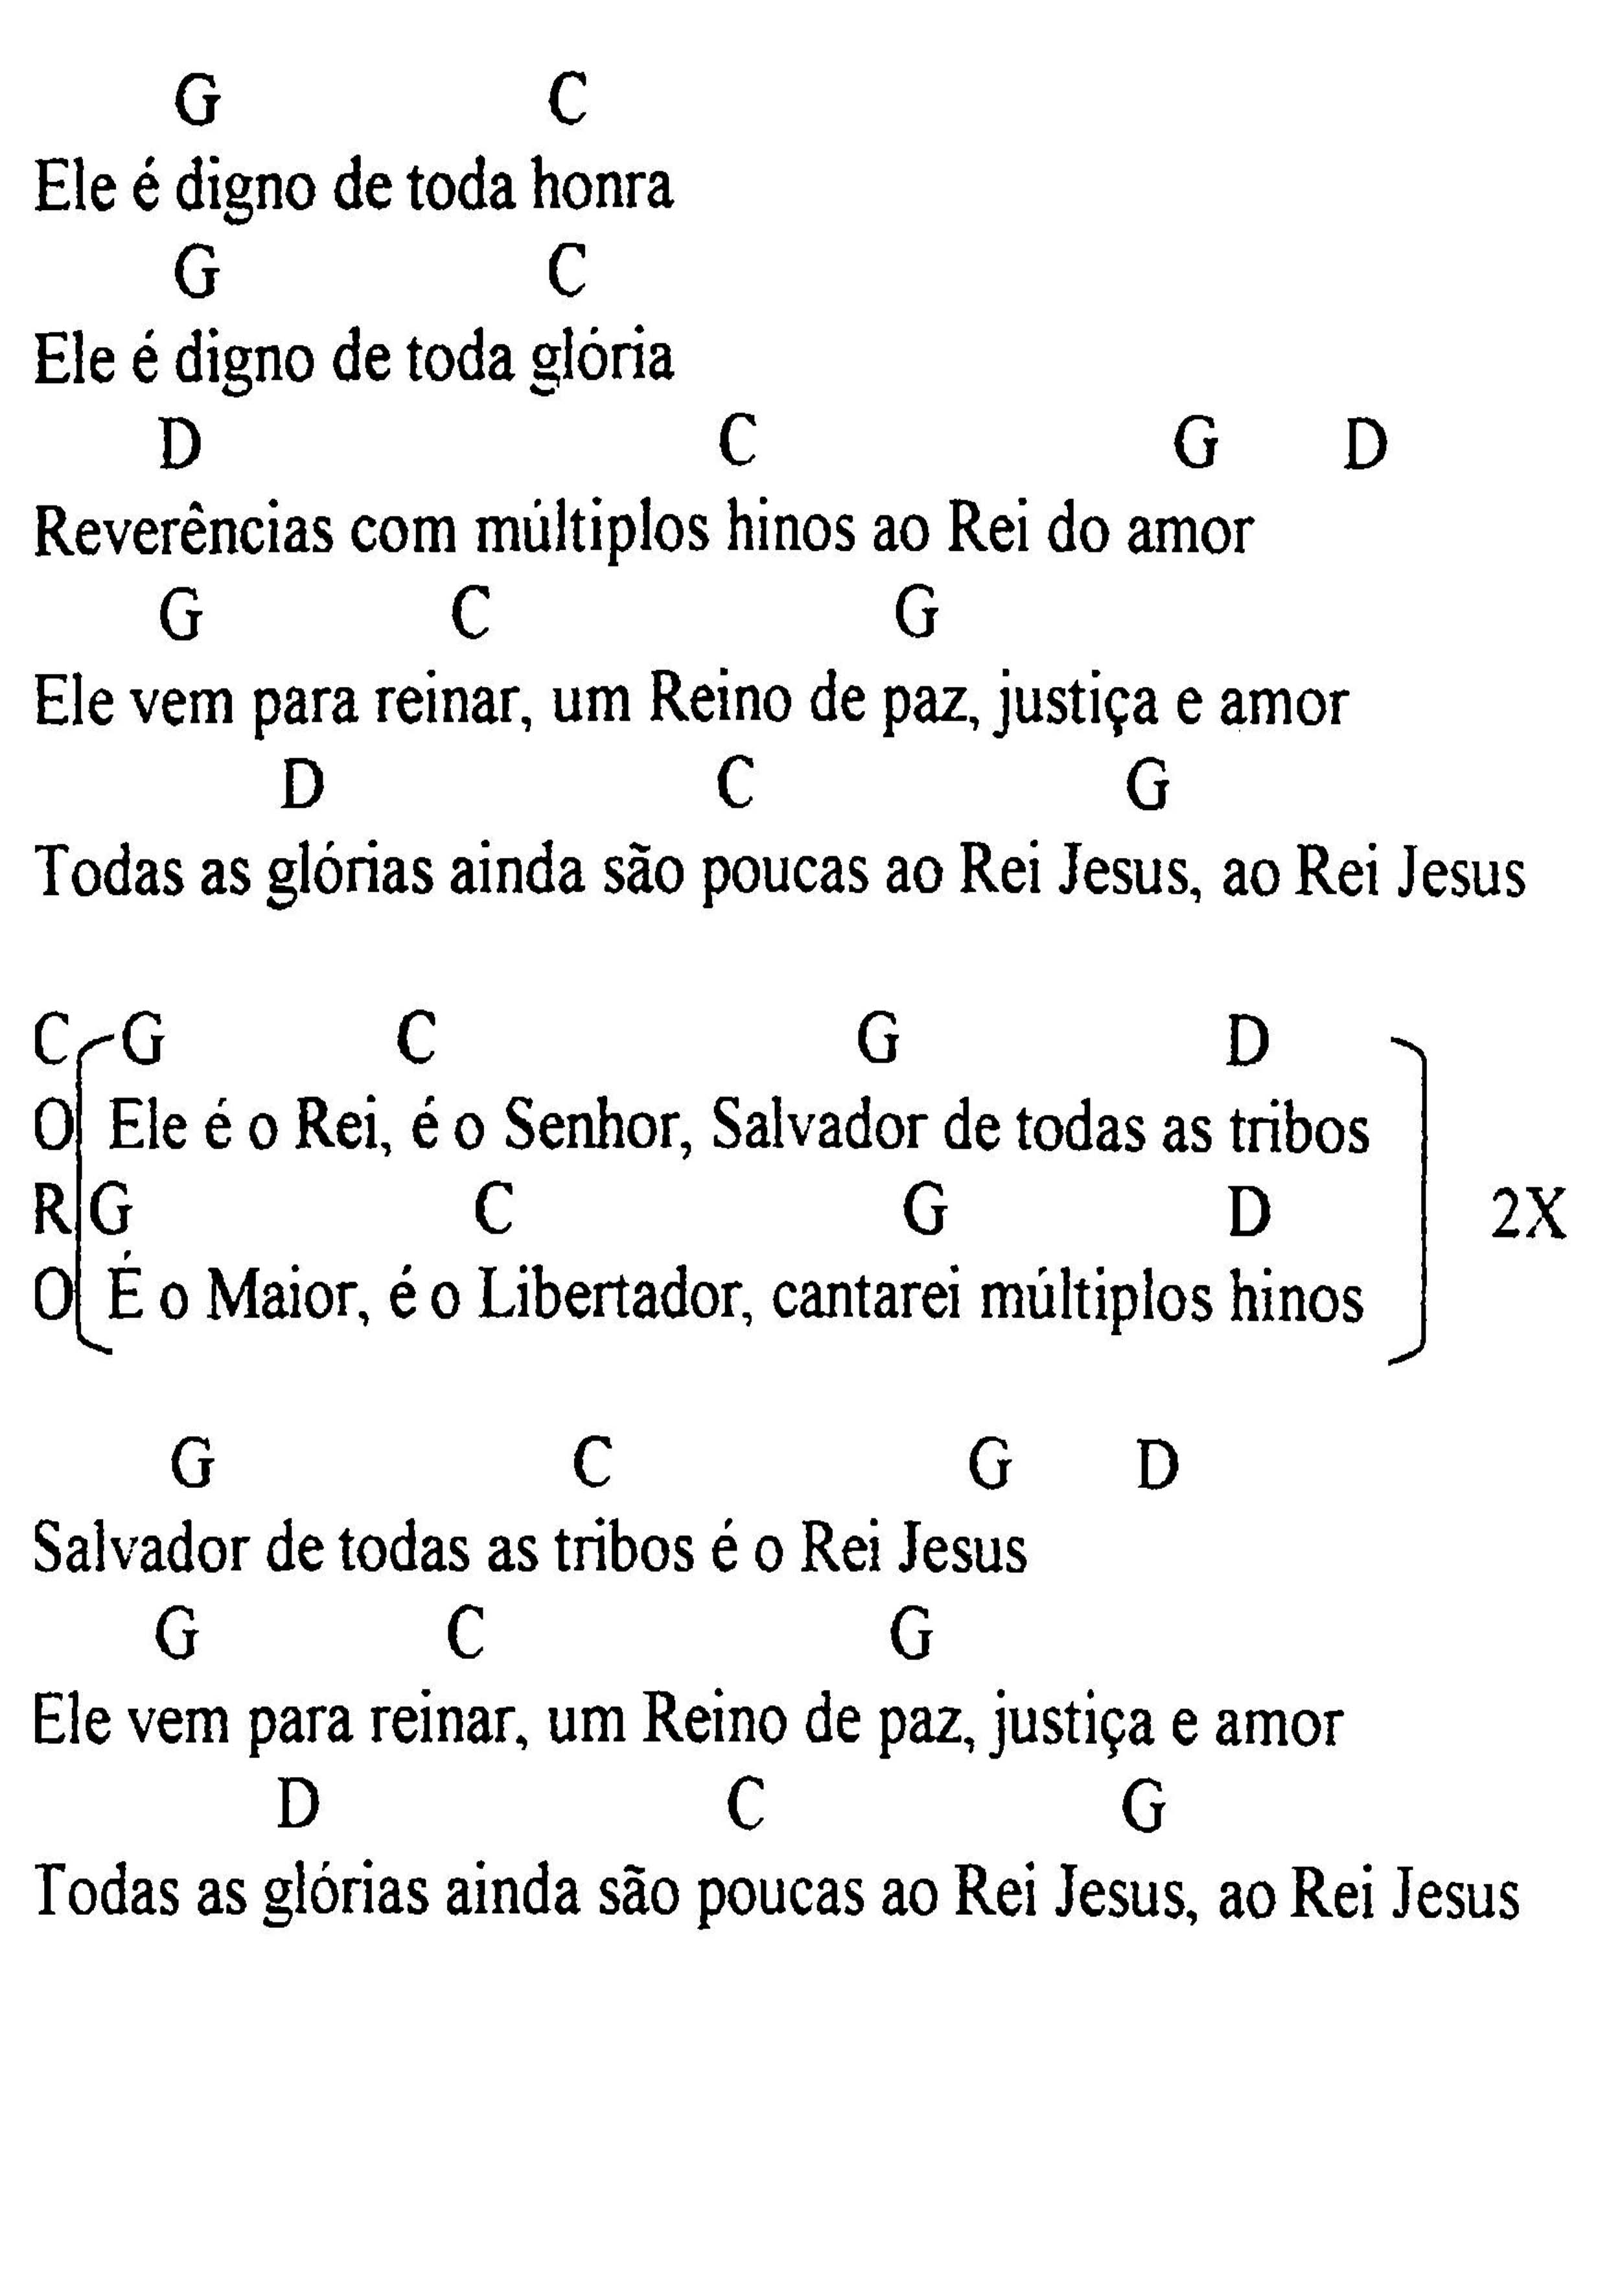 G C
Ele é digno de toda honra
G C
Ele é digno de toda glória
D C G D
Reverências com múltiplos hinos ao Rei do amor
G C G
Ele vem para reinar, um Reino de paz, justiça e amor
D C G
Todas as glórias ainda são poucas ao Rei Jesus, ao Rei Jesus
C G C G D
O Ele é o Rei, é o Senhor, Salvador de todas as tribos
R G C G D 2X
O É o Maior, é o Libertador, cantarei múltiplos hinos
G C G D
Salvador de todas as tribos é o Rei Jesus
G C G
Ele vem para reinar, um Reino de paz, justiça e amor
D C G
Todas as glórias ainda são poucas ao Rei Jesus, ao Rei Jesus